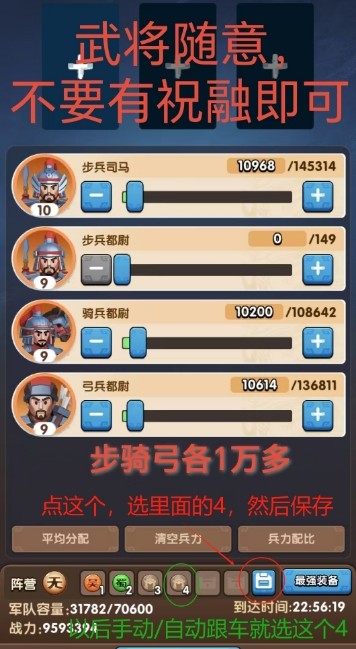 武将随意,
不要有祝融即可
步兵司马
10968 /145314
10
步兵都尉
0 /149
9
骑兵都尉
10200 /108642
9
弓兵都尉
10614 /136811
9
步骑弓各1万多
点这个，选里面的4，然后保存
平均分配 清空兵力 兵力配比
阵营 无 1 蜀 2 3 4 最强装备
军队容量:31782/70600 到达时间:22:56:19
战力:9593394
以后手动/自动跟车就选这个4